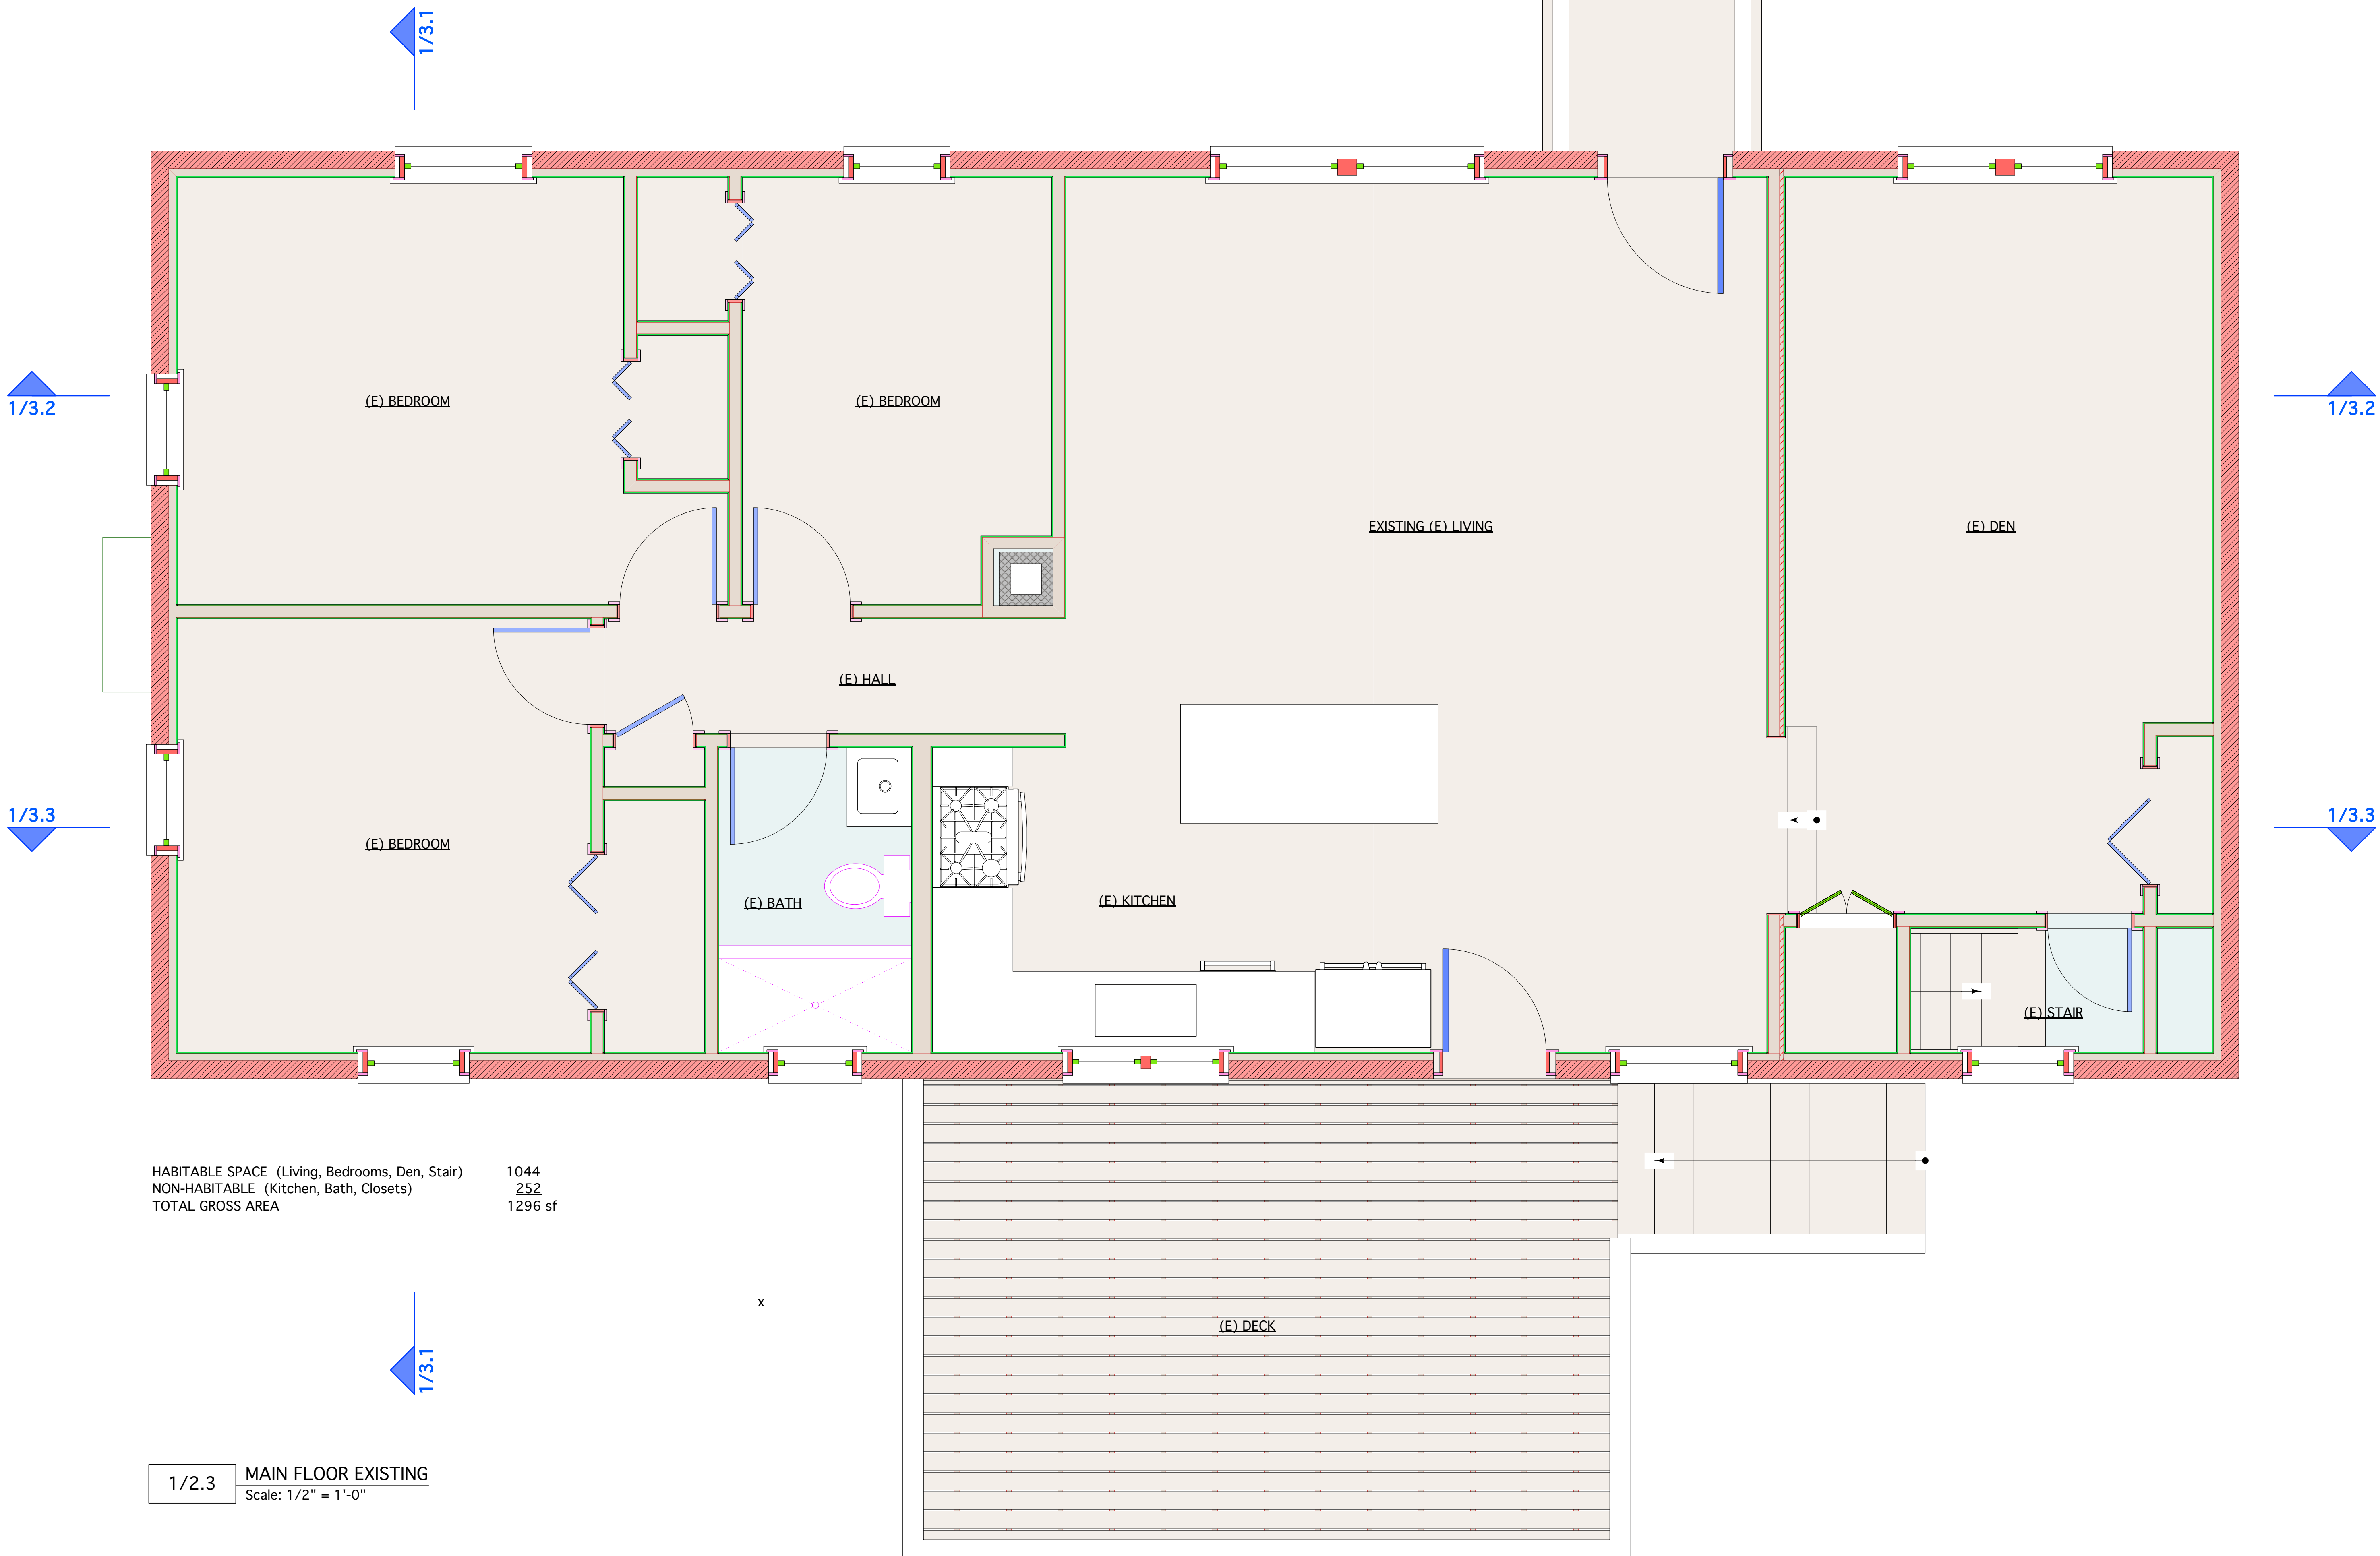 1/3.1
1/3.2
1/3.2
(E) BEDROOM
(E) BEDROOM
EXISTING (E) LIVING
(E) DEN
(E) HALL
1/3.3
1/3.3
(E) BEDROOM
(E) BATH
(E) KITCHEN
(E) STAIR
HABITABLE SPACE (Living, Bedrooms, Den, Stair) 1044
NON-HABITABLE (Kitchen, Bath, Closets) 252
TOTAL GROSS AREA 1296 sf
x
(E) DECK
1/3.1
1/2.3 MAIN FLOOR EXISTING
Scale: 1/2" = 1'-0"